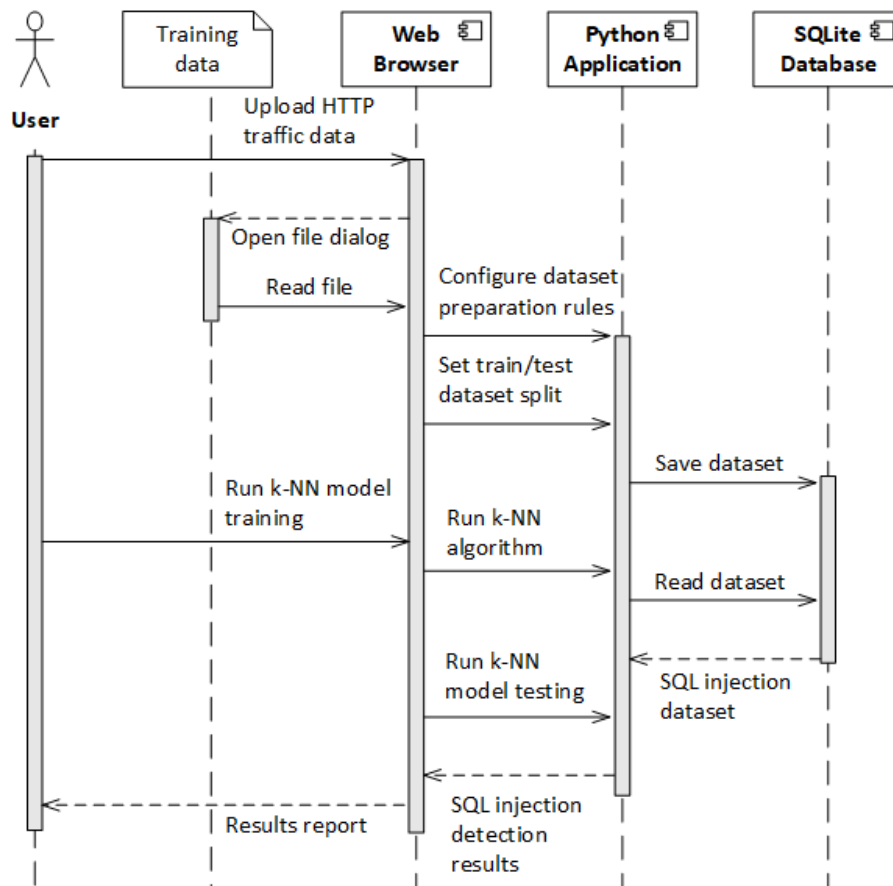 Training
data
Web
Browser
Python
Application
SQLite
Database
User
Upload HTTP
traffic data
Open file dialog
Read file
Configure dataset
preparation rules
Set train/test
dataset split
Save dataset
Run k-NN model
training
Run k-NN
algorithm
Read dataset
Run k-NN
model testing
SQL injection
dataset
SQL injection
detection
results
Results report